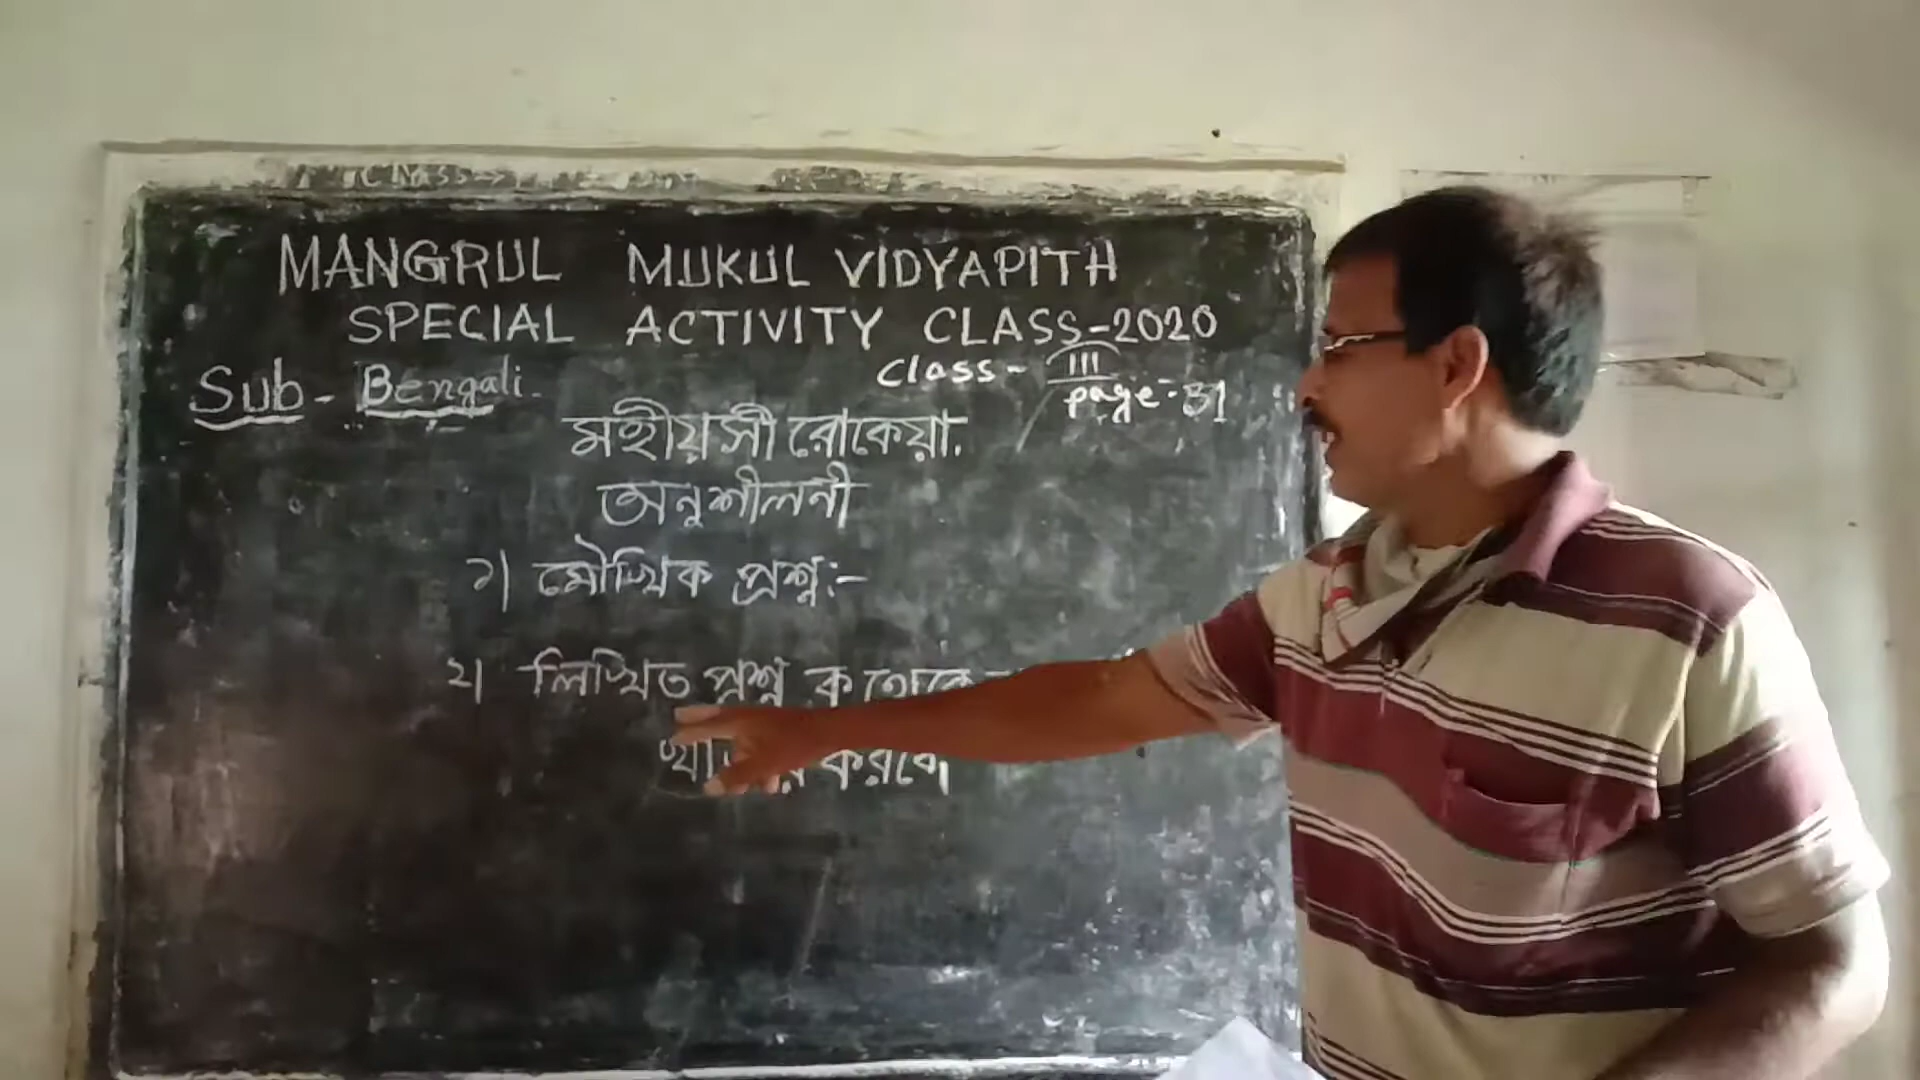 MANGRUL MUKUL VIDYAPITH
SPECIAL ACTIVITY CLASS-2020
Sub - Bengali.
Class - III
page - 31
মহীয়সী রোকেয়া.
অনুশীলনী
১) মৌখিক প্রশ্ন:-
২। লিখিত প্রশ্ন ক থেকে
করবে।